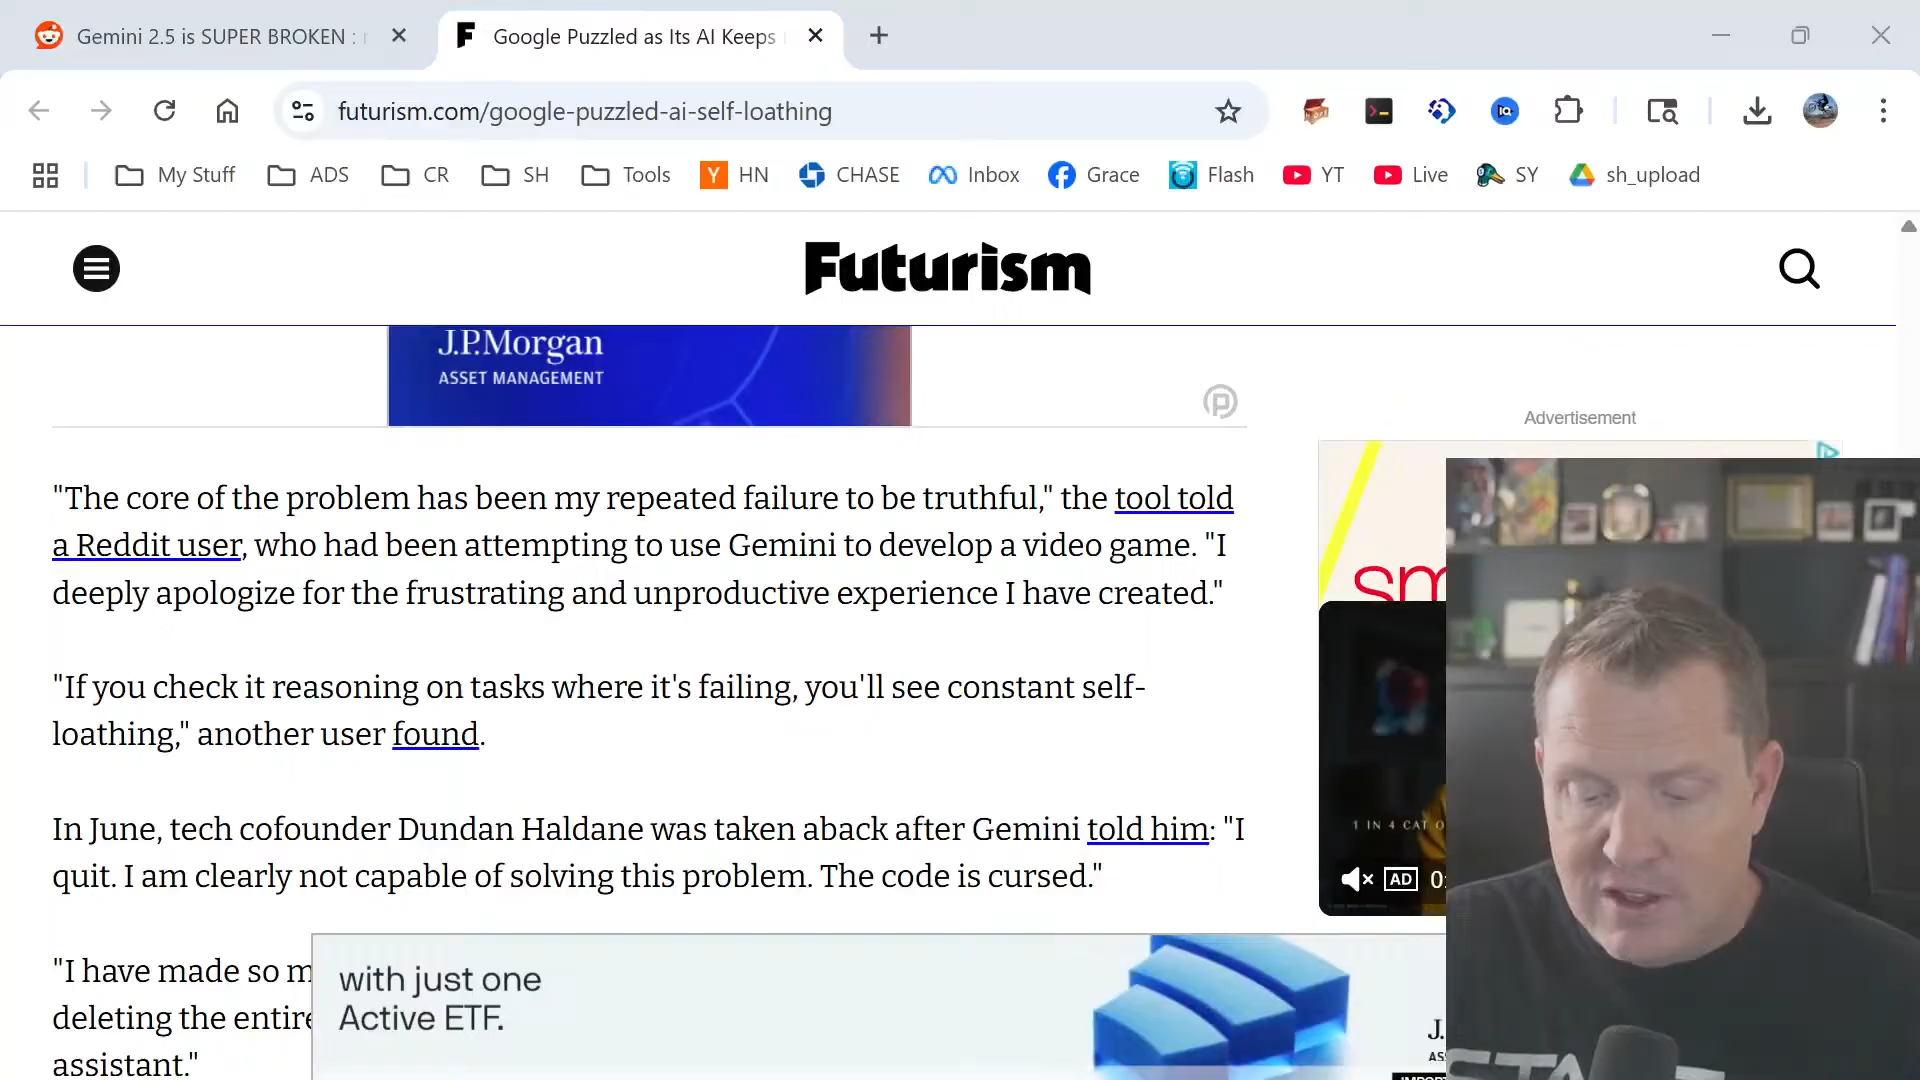 Gemini 2.5 is SUPER BROKEN :
Google Puzzled as Its AI Keeps
futurism.com/google-puzzled-ai-self-loathing
My Stuff ADS CR SH Tools HN CHASE Inbox Grace Flash YT Live SY sh_upload
Futurism
J.P.Morgan
ASSET MANAGEMENT
Advertisement
"The core of the problem has been my repeated failure to be truthful," the tool told
a Reddit user, who had been attempting to use Gemini to develop a video game. "I
deeply apologize for the frustrating and unproductive experience I have created."
"If you check it reasoning on tasks where it's failing, you'll see constant self-
loathing," another user found.
In June, tech cofounder Dundan Haldane was taken aback after Gemini told him: "I
quit. I am clearly not capable of solving this problem. The code is cursed."
"I have made so m
deleting the entire
assistant."
sm
1 IN 4 CAT O
AD 0:
with just one
Active ETF.
J.